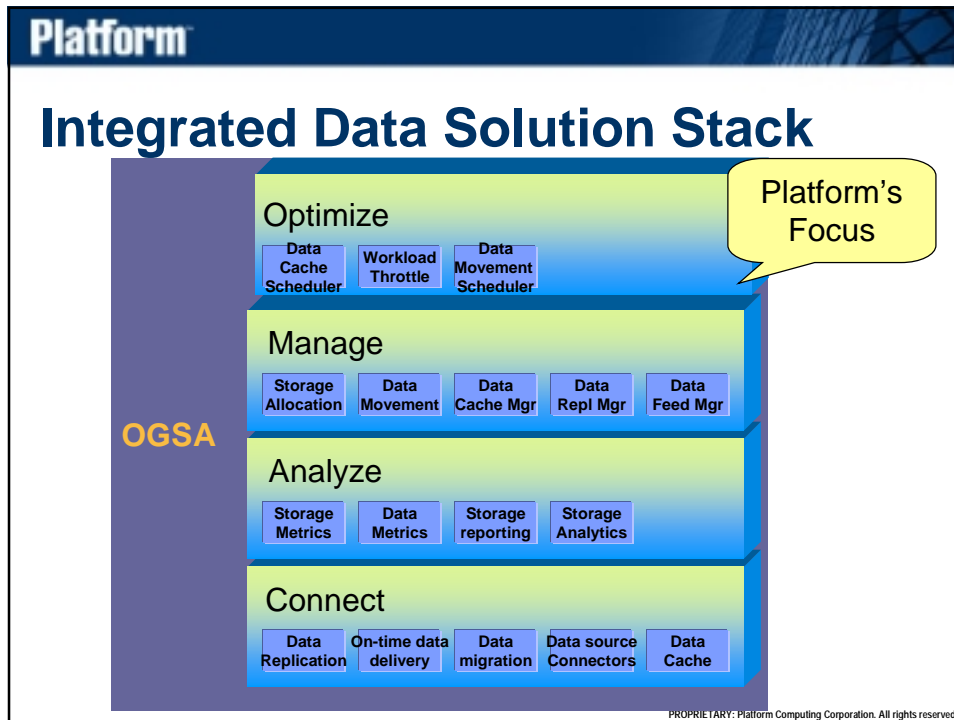 Platform
Integrated Data Solution Stack
Platform's
Focus
OGSA
Optimize
Data
Cache
Scheduler
Workload
Throttle
Data
Movement
Scheduler
Manage
Storage
Allocation
Data
Movement
Data
Cache Mgr
Data
Repl Mgr
Data
Feed Mgr
Analyze
Storage
Metrics
Data
Metrics
Storage
reporting
Storage
Analytics
Connect
Data
Replication
On-time data
delivery
Data
migration
Data source
Connectors
Data
Cache
PROPRIETARY: Platform Computing Corporation. All rights reserved